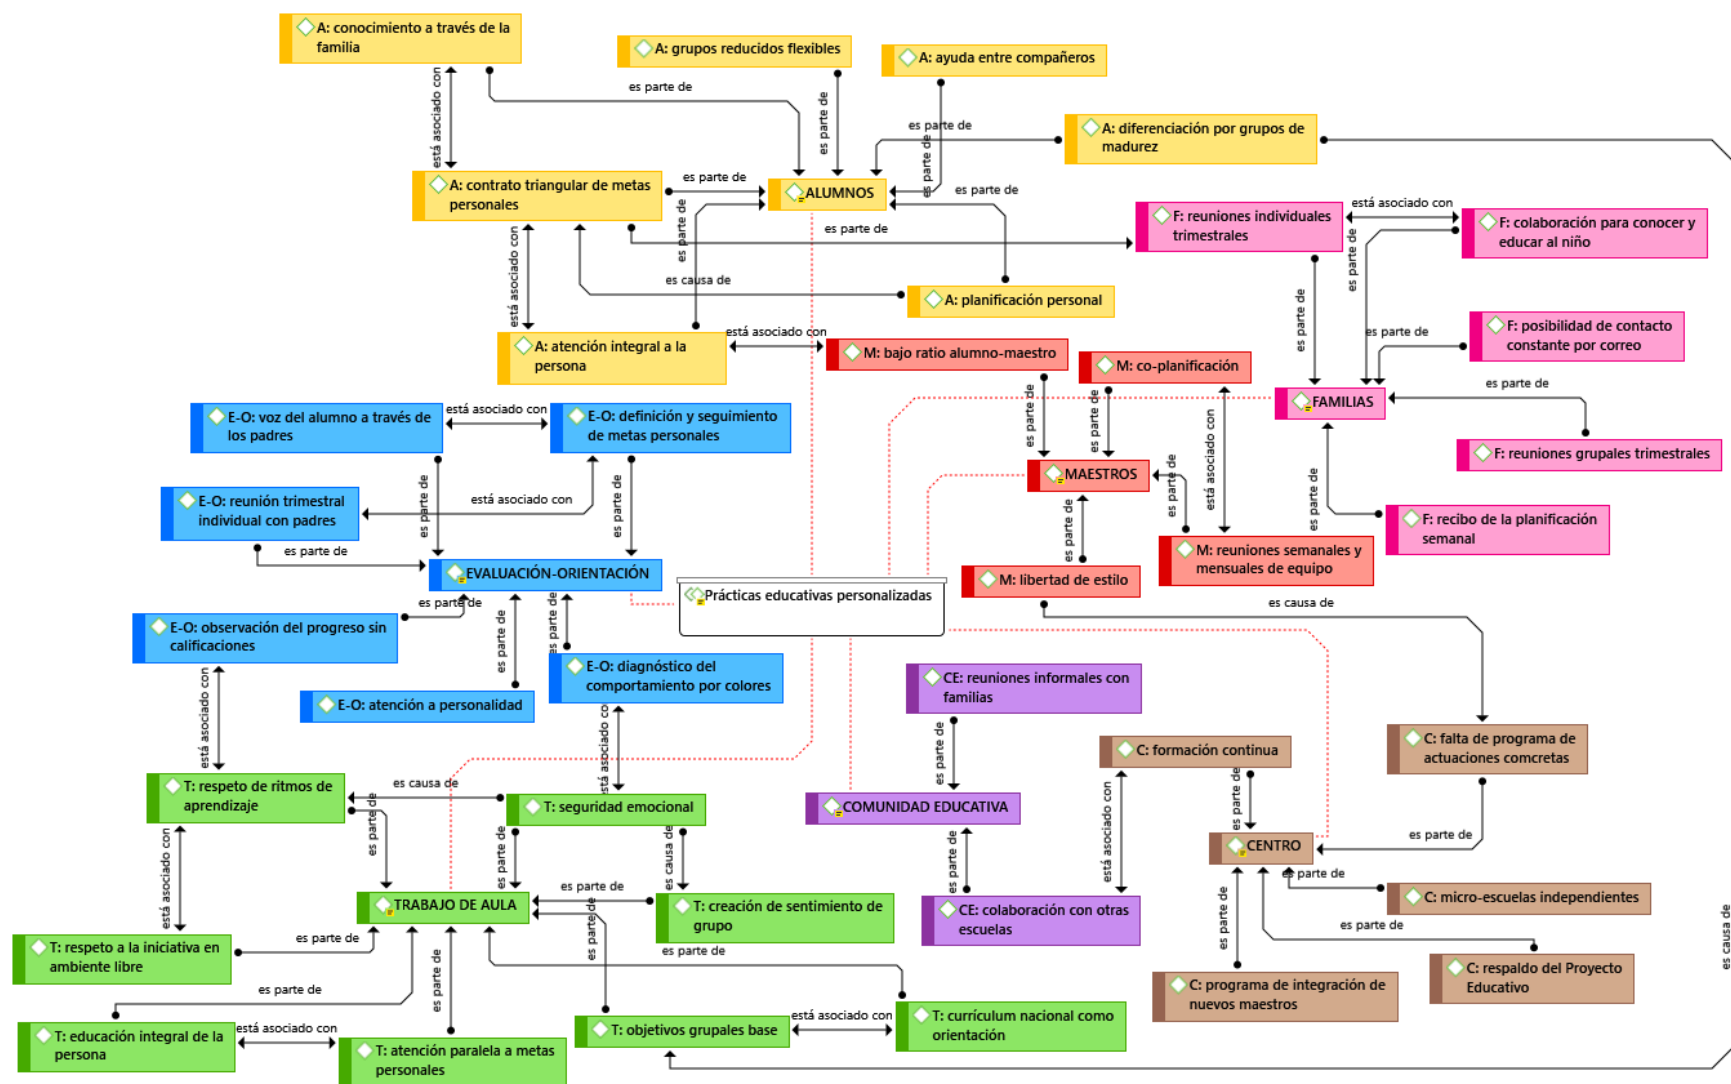 A: conocimiento a través de la
familia
A: grupos reducidos flexibles
A: ayuda entre compañeros
es parte de
está asociado con
es parte de
es parte de
es parte de
A: diferenciación por grupos de
madurez
A: contrato triangular de metas
personales
es parte de
ALUMNOS
es parte de
F: reuniones individuales
trimestrales
está asociado con
F: colaboración para conocer y
educar al niño
es parte de
es parte de
está asociado con
es parte de
es causa de
A: planificación personal
es parte de
F: posibilidad de contacto
constante por correo
es parte de
A: atención integral a la
persona
está asociado con
M: bajo ratio alumno-maestro
M: co-planificación
es parte de
FAMILIAS
E-O: voz del alumno a través de
los padres
está asociado con
E-O: definición y seguimiento
de metas personales
es parte de
es parte de
está asociado con
F: reuniones grupales trimestrales
MAESTROS
es parte de
es parte de
E-O: reunión trimestral
individual con padres
está asociado con
es parte de
es parte de
F: recibo de la planificación
semanal
es parte de
es parte de
M: reuniones semanales y
mensuales de equipo
EVALUACIÓN-ORIENTACIÓN
M: libertad de estilo
Prácticas educativas personalizadas
es parte de
es causa de
E-O: observación del progreso sin
calificaciones
es parte de
es parte de
E-O: diagnóstico del
comportamiento por colores
CE: reuniones informales con
familias
E-O: atención a personalidad
está asociado con
está asociado con
es parte de
C: formación continua
C: falta de programa de
actuaciones comcretas
T: respeto de ritmos de
aprendizaje
es causa de
T: seguridad emocional
COMUNIDAD EDUCATIVA
es parte de
es parte de
es parte de
es causa de
está asociado con
es parte de
CENTRO
es parte de
está asociado con
es parte de
es parte de
TRABAJO DE AULA
T: creación de sentimiento de
grupo
CE: colaboración con otras
escuelas
C: micro-escuelas independientes
es parte de
es parte de
es parte de
es parte de
es parte de
es causa de
T: respeto a la iniciativa en
ambiente libre
es parte de
C: respaldo del Proyecto
Educativo
C: programa de integración de
nuevos maestros
es parte de
T: educación integral de la
persona
está asociado con
T: atención paralela a metas
personales
T: objetivos grupales base
está asociado con
T: currículum nacional como
orientación